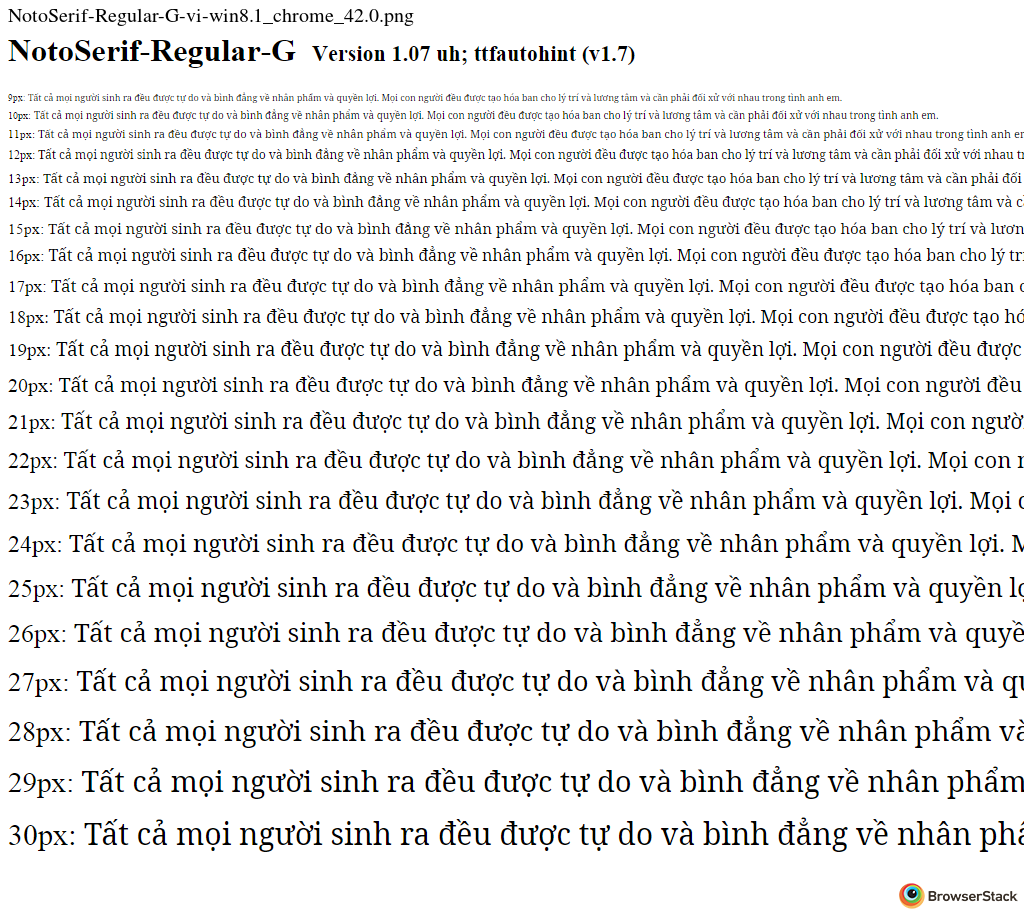 NotoSerif-Regular-G-vi-win8.1_chrome_42.0.png
NotoSerif-Regular-G Version 1.07 uh; ttfautohint (v1.7)
9px: Tất cả mọi người sinh ra đều được tự do và bình đẳng về nhân phẩm và quyền lợi. Mọi con người đều được tạo hóa ban cho lý trí và lương tâm và cần phải đối xử với nhau trong tình anh em.
10px: Tất cả mọi người sinh ra đều được tự do và bình đẳng về nhân phẩm và quyền lợi. Mọi con người đều được tạo hóa ban cho lý trí và lương tâm và cần phải đối xử với nhau trong tình anh em.
11px: Tất cả mọi người sinh ra đều được tự do và bình đẳng về nhân phẩm và quyền lợi. Mọi con người đều được tạo hóa ban cho lý trí và lương tâm và cần phải đối xử với nhau trong tình anh
12px: Tất cả mọi người sinh ra đều được tự do và bình đẳng về nhân phẩm và quyền lợi. Mọi con người đều được tạo hóa ban cho lý trí và lương tâm và cần phải đối xử với nhau
13px: Tất cả mọi người sinh ra đều được tự do và bình đẳng về nhân phẩm và quyền lợi. Mọi con người đều được tạo hóa ban cho lý trí và lương tâm và cần phải đối
14px: Tất cả mọi người sinh ra đều được tự do và bình đẳng về nhân phẩm và quyền lợi. Mọi con người đều được tạo hóa ban cho lý trí và lương tâm và
15px: Tất cả mọi người sinh ra đều được tự do và bình đẳng về nhân phẩm và quyền lợi. Mọi con người đều được tạo hóa ban cho lý trí và lươn
16px: Tất cả mọi người sinh ra đều được tự do và bình đẳng về nhân phẩm và quyền lợi. Mọi con người đều được tạo hóa ban cho lý tr
17px: Tất cả mọi người sinh ra đều được tự do và bình đẳng về nhân phẩm và quyền lợi. Mọi con người đều được tạo hóa ban
18px: Tất cả mọi người sinh ra đều được tự do và bình đẳng về nhân phẩm và quyền lợi. Mọi con người đều được tạo hó
19px: Tất cả mọi người sinh ra đều được tự do và bình đẳng về nhân phẩm và quyền lợi. Mọi con người đều được
20px: Tất cả mọi người sinh ra đều được tự do và bình đẳng về nhân phẩm và quyền lợi. Mọi con người đều
21px: Tất cả mọi người sinh ra đều được tự do và bình đẳng về nhân phẩm và quyền lợi. Mọi con ngườ
22px: Tất cả mọi người sinh ra đều được tự do và bình đẳng về nhân phẩm và quyền lợi. Mọi con
23px: Tất cả mọi người sinh ra đều được tự do và bình đẳng về nhân phẩm và quyền lợi. Mọi
24px: Tất cả mọi người sinh ra đều được tự do và bình đẳng về nhân phẩm và quyền lợi. M
25px: Tất cả mọi người sinh ra đều được tự do và bình đẳng về nhân phẩm và quyền lợ
26px: Tất cả mọi người sinh ra đều được tự do và bình đẳng về nhân phẩm và quyề
27px: Tất cả mọi người sinh ra đều được tự do và bình đẳng về nhân phẩm và qu
28px: Tất cả mọi người sinh ra đều được tự do và bình đẳng về nhân phẩm và
29px: Tất cả mọi người sinh ra đều được tự do và bình đẳng về nhân phẩm
30px: Tất cả mọi người sinh ra đều được tự do và bình đẳng về nhân phẩ
BrowserStack